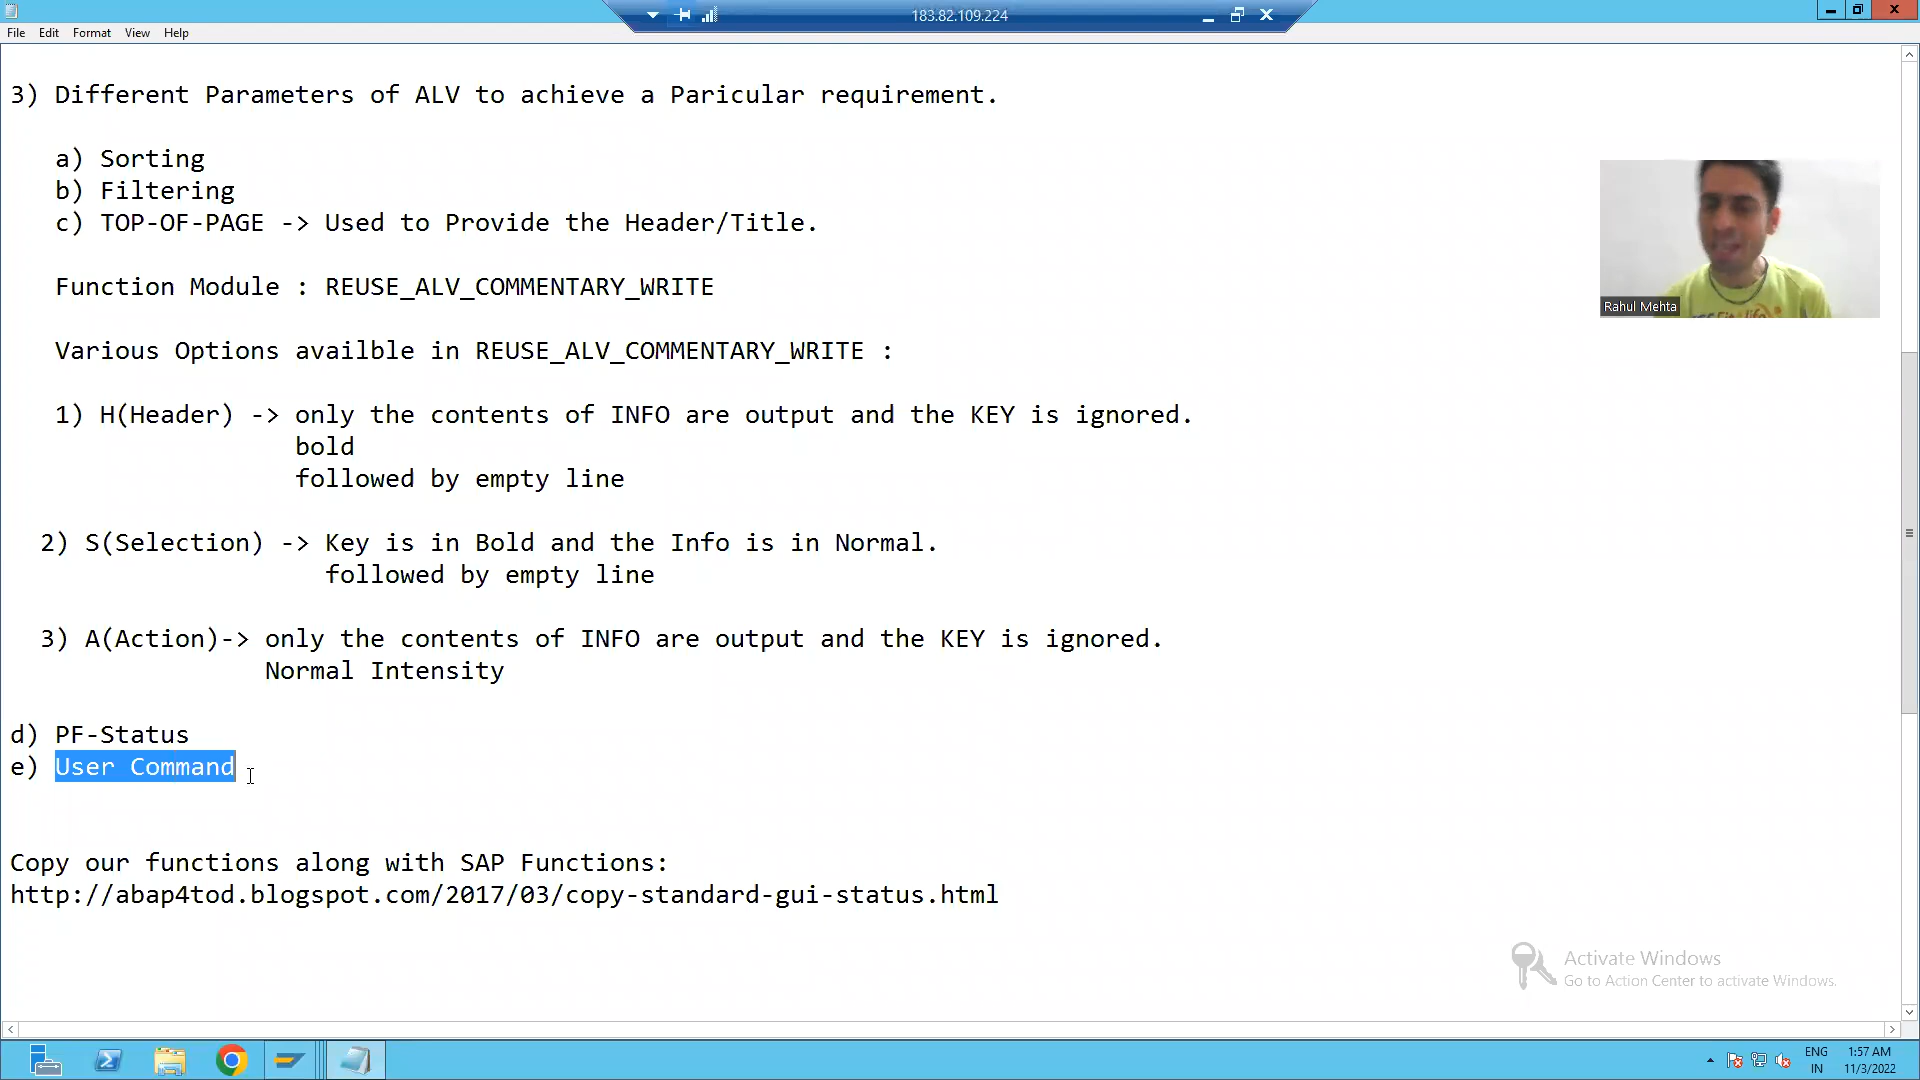 183.82.109.224
File Edit Format View Help
3) Different Parameters of ALV to achieve a Paricular requirement.
a) Sorting
b) Filtering
c) TOP-OF-PAGE -> Used to Provide the Header/Title.
Function Module : REUSE_ALV_COMMENTARY_WRITE
Various Options availble in REUSE_ALV_COMMENTARY_WRITE :
1) H(Header) -> only the contents of INFO are output and the KEY is ignored.
bold
followed by empty line
2) S(Selection) -> Key is in Bold and the Info is in Normal.
followed by empty line
3) A(Action)-> only the contents of INFO are output and the KEY is ignored.
Normal Intensity
d) PF-Status
e) User Command
Copy our functions along with SAP Functions:
http://abap4tod.blogspot.com/2017/03/copy-standard-gui-status.html
Rahul Mehta
Activate Windows
Go to Action Center to activate Windows.
ENG 1:57 AM
IN 11/3/2022